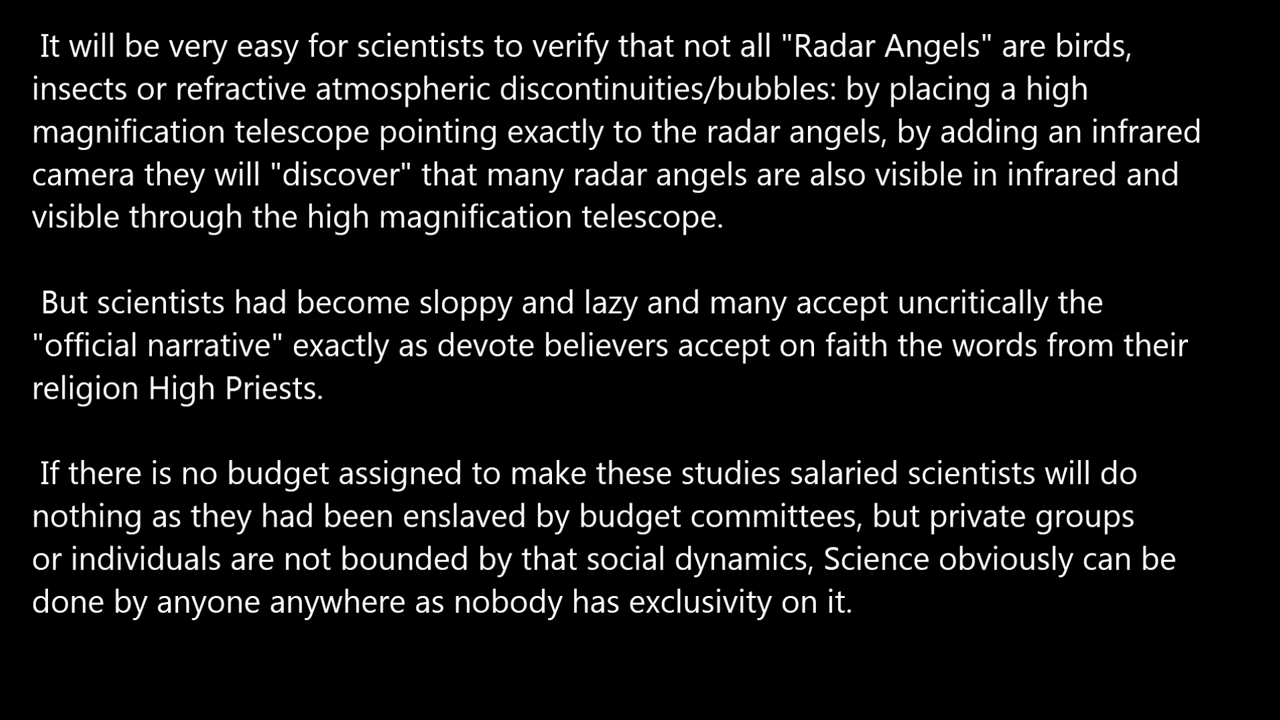 It will be very easy for scientists to verify that not all "Radar Angels" are birds,
insects or refractive atmospheric discontinuities/bubbles: by placing a high
magnification telescope pointing exactly to the radar angels, by adding an infrared
camera they will "discover" that many radar angels are also visible in infrared and
visible through the high magnification telescope.
But scientists had become sloppy and lazy and many accept uncritically the
"official narrative" exactly as devote believers accept on faith the words from their
religion High Priests.
If there is no budget assigned to make these studies salaried scientists will do
nothing as they had been enslaved by budget committees, but private groups
or individuals are not bounded by that social dynamics, Science obviously can be
done by anyone anywhere as nobody has exclusivity on it.